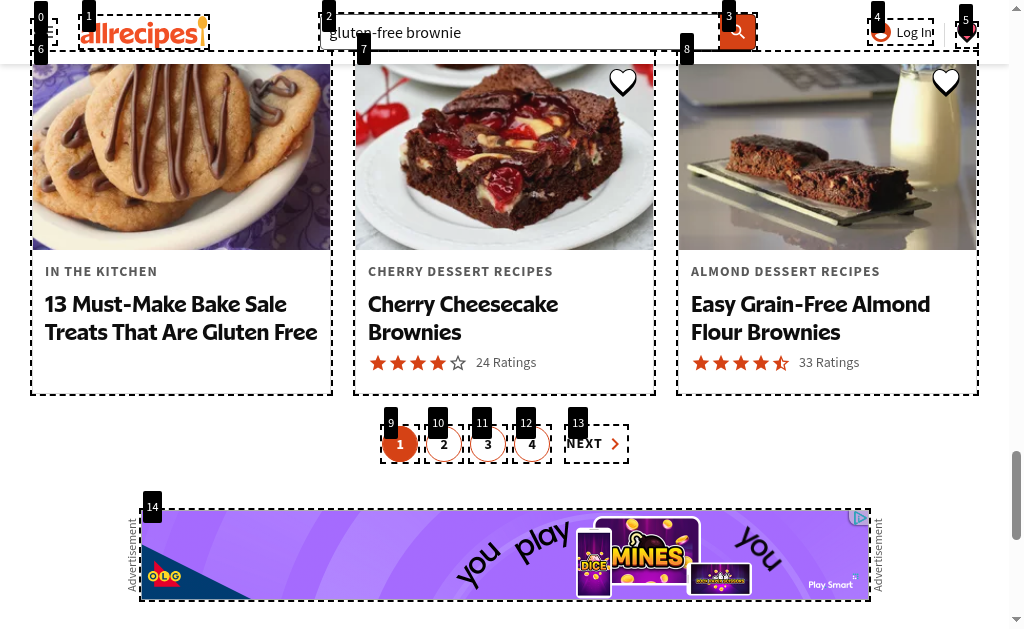 0
1
2
3
4
5
allrecipes
gluten-free brownie
Log In
6
7
8
IN THE KITCHEN
13 Must-Make Bake Sale
Treats That Are Gluten Free
CHERRY DESSERT RECIPES
Cherry Cheesecake
Brownies
24 Ratings
ALMOND DESSERT RECIPES
Easy Grain-Free Almond
Flour Brownies
33 Ratings
9
10
11
12
13
1
2
3
4
NEXT
14
Advertisement
OLG
you play
DICE
MINES
you
Play Smart
Advertisement